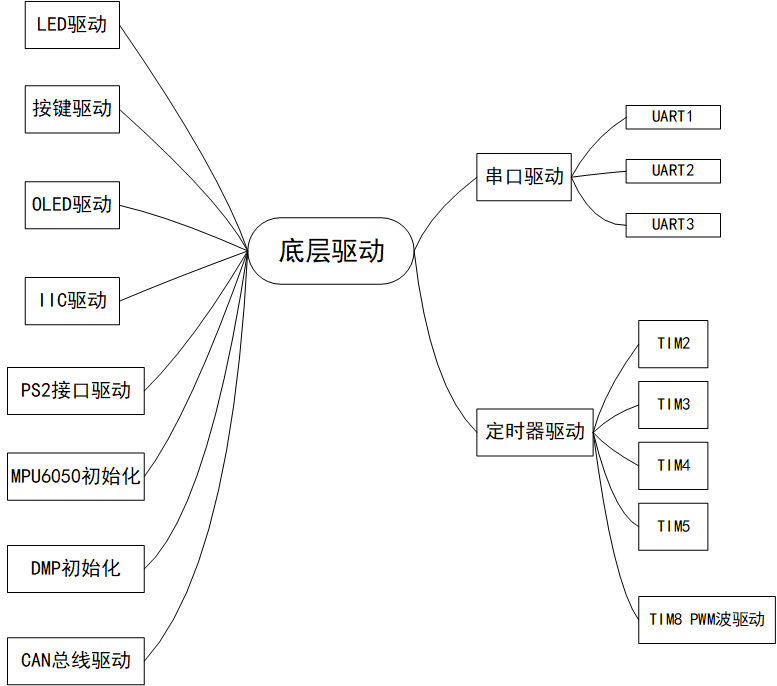 LED驱动
按键驱动
OLED驱动
IIC驱动
PS2接口驱动
MPU6050初始化
DMP初始化
CAN总线驱动
底层驱动
串口驱动
UART1
UART2
UART3
定时器驱动
TIM2
TIM3
TIM4
TIM5
TIM8 PWM波驱动